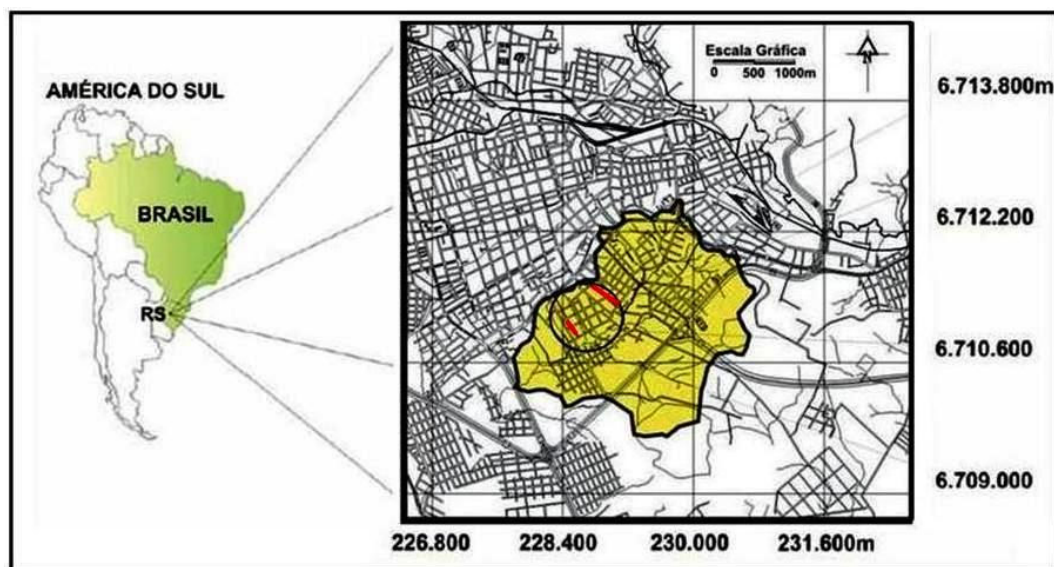 AMÉRICA DO SUL
BRASIL
RS
Escala Gráfica
0 500 1000m
N
6.713.800m
6.712.200
6.710.600
6.709.000
226.800 228.400 230.000 231.600m